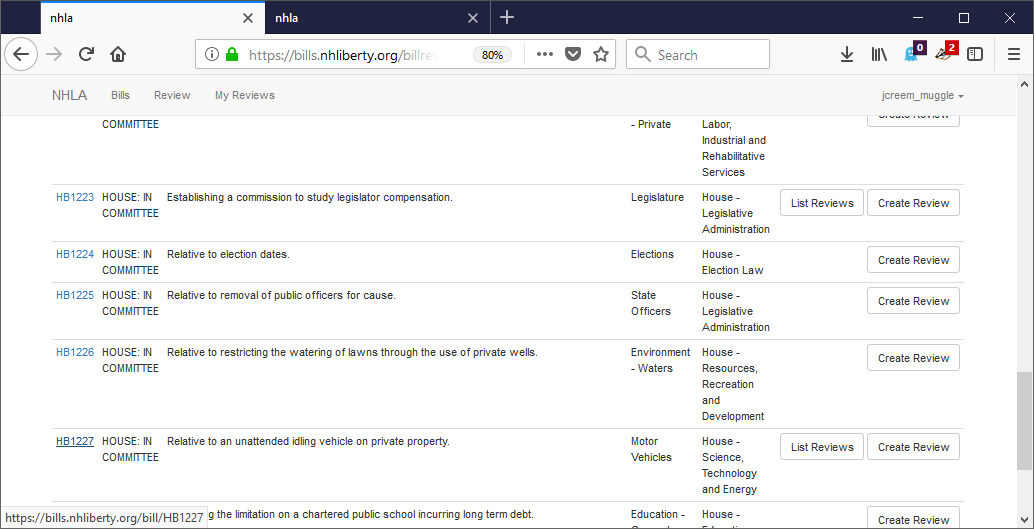 nhla
nhla
https://bills.nhliberty.org/billrev
80%
Search
0
2
NHLA Bills Review My Reviews jcreem_muggle
COMMITTEE - Private Labor, Create Review
Industrial and
Rehabilitative
Services
HB1223 HOUSE: IN Establishing a commission to study legislator compensation. Legislature House - List Reviews Create Review
COMMITTEE Legislative
Administration
HB1224 HOUSE: IN Relative to election dates. Elections House - Create Review
COMMITTEE Election Law
HB1225 HOUSE: IN Relative to removal of public officers for cause. State House - Create Review
COMMITTEE Officers Legislative
Administration
HB1226 HOUSE: IN Relative to restricting the watering of lawns through the use of private wells. Environment House - Create Review
COMMITTEE - Waters Resources,
Recreation
and
Development
HB1227 HOUSE: IN Relative to an unattended idling vehicle on private property. Motor House - List Reviews Create Review
COMMITTEE Vehicles Science,
Technology
and Energy
g the limitation on a chartered public school incurring long term debt. Education - House - Create Review
https://bills.nhliberty.org/bill/HB1227